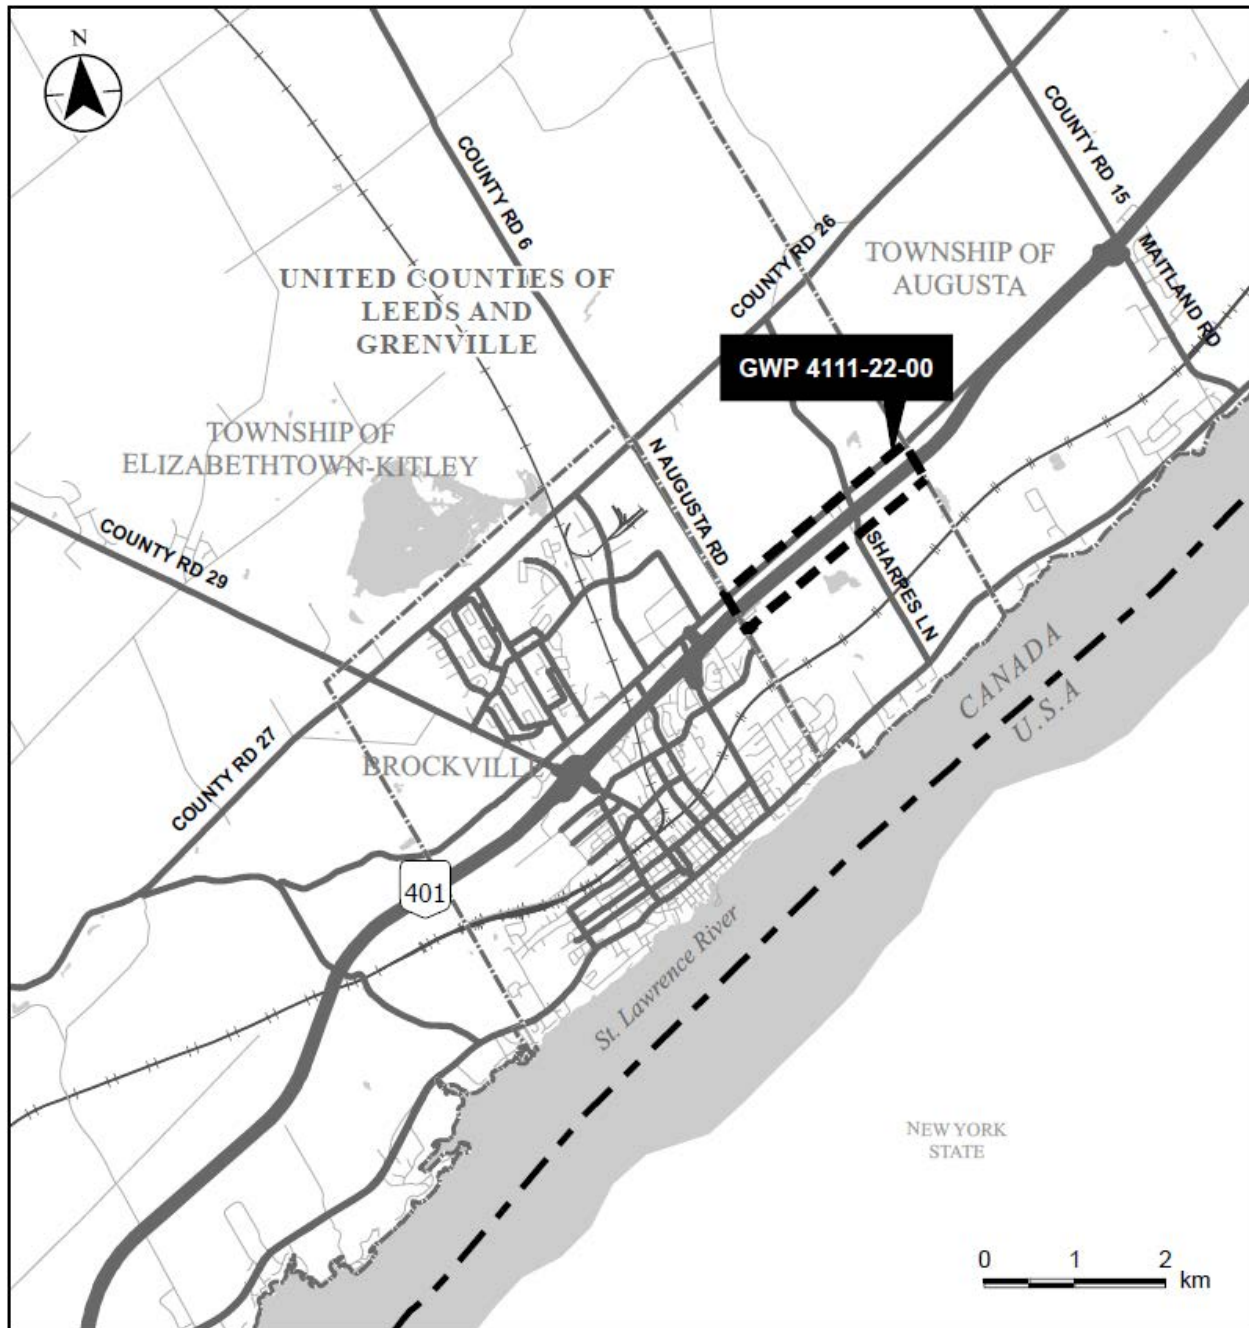 N
COUNTY RD 6
COUNTY RD 15
COUNTY RD 26
MAITLAND RD
TOWNSHIP OF
AUGUSTA
UNITED COUNTIES OF
LEEDS AND
GRENVILLE
GWP 4111-22-00
TOWNSHIP OF
ELIZABETHTOWN-KITLEY
N AUGUSTA RD
COUNTY RD 29
SHARPES LN
CANADA
U.S.A
COUNTY RD 27
BROCKVILLE
401
St. Lawrence River
NEW YORK
STATE
0 1 2
km